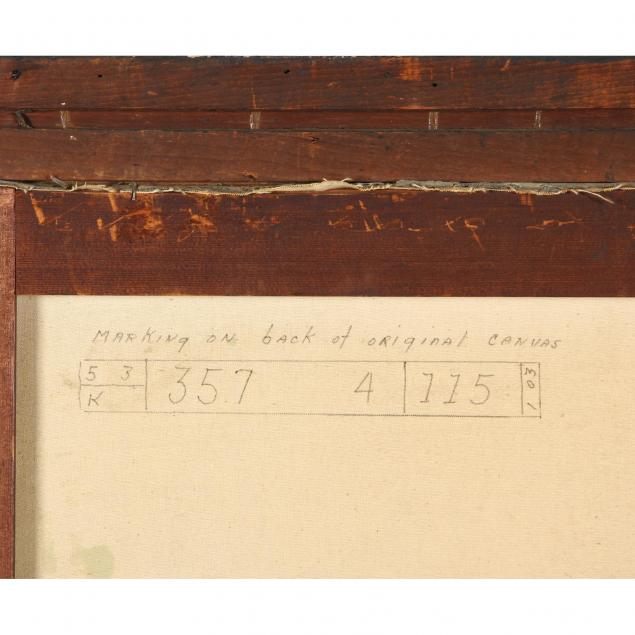 MARKING ON back of original CANVAS
5 3 357 4 115 1 03
K